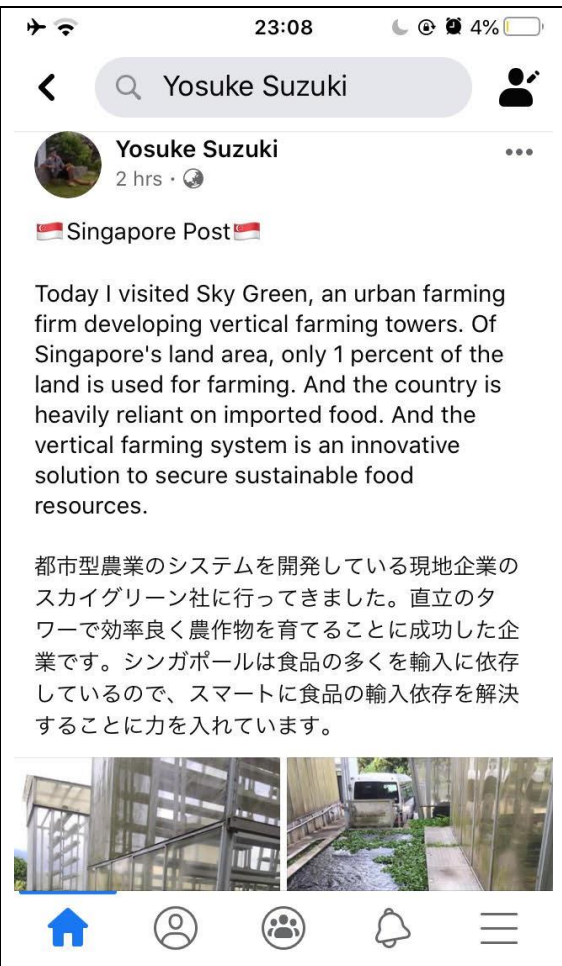 23:08
4%
Yosuke Suzuki
Yosuke Suzuki
2 hrs ·
🇸🇬Singapore Post🇸🇬
Today I visited Sky Green, an urban farming
firm developing vertical farming towers. Of
Singapore's land area, only 1 percent of the
land is used for farming. And the country is
heavily reliant on imported food. And the
vertical farming system is an innovative
solution to secure sustainable food
resources.
都市型農業のシステムを開発している現地企業の
スカイグリーン社に行ってきました。直立のタ
ワーで効率良く農作物を育てることに成功した企
業です。シンガポールは食品の多くを輸入に依存
しているので、スマートに食品の輸入依存を解決
することに力を入れています。